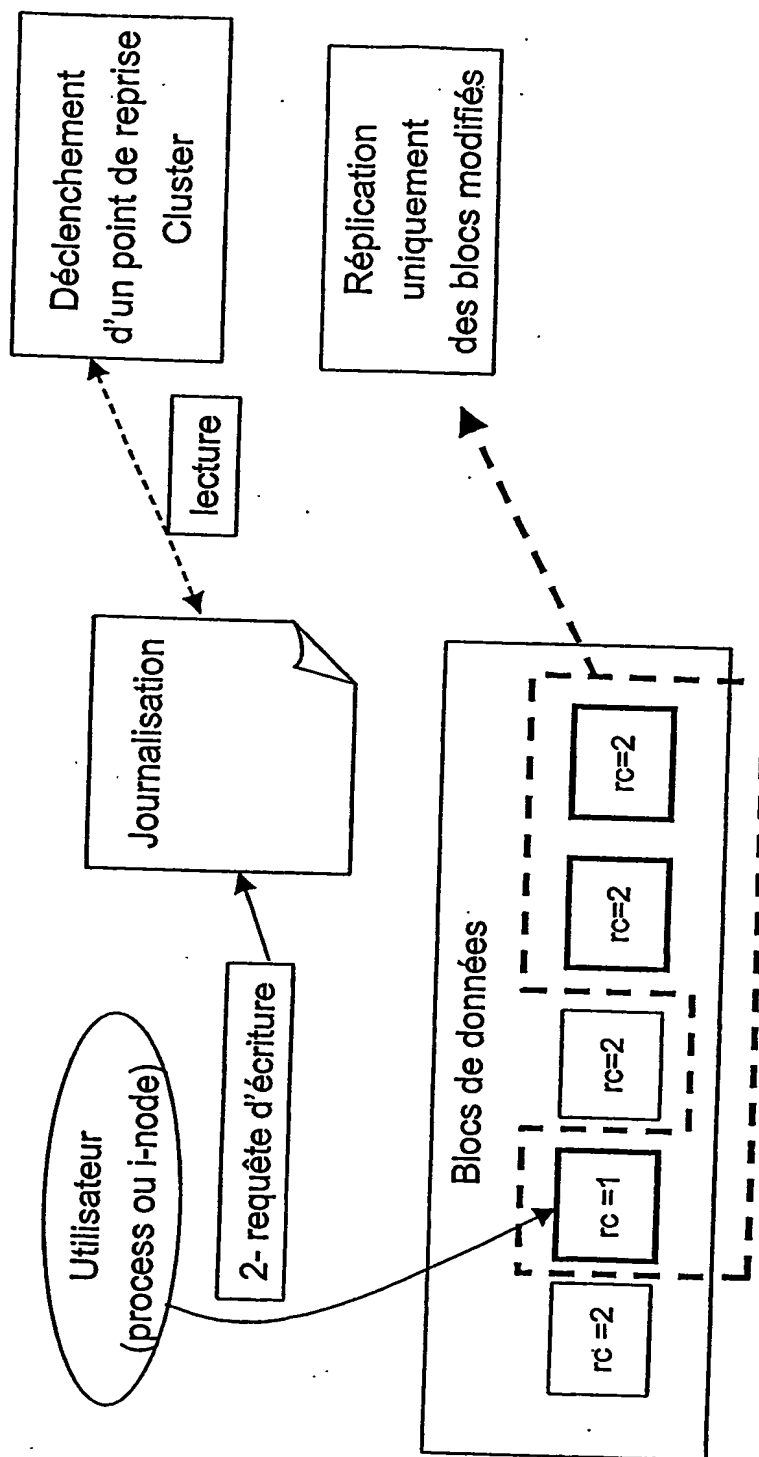 Utilisateur
(process ou i-node)
2- requête d'écriture
Journalisation
lecture
Déclenchement
d'un point de reprise
Cluster
Blocs de données
rc =2
rc =1
rc=2
rc=2
rc=2
Réplication
uniquement
des blocs modifiés